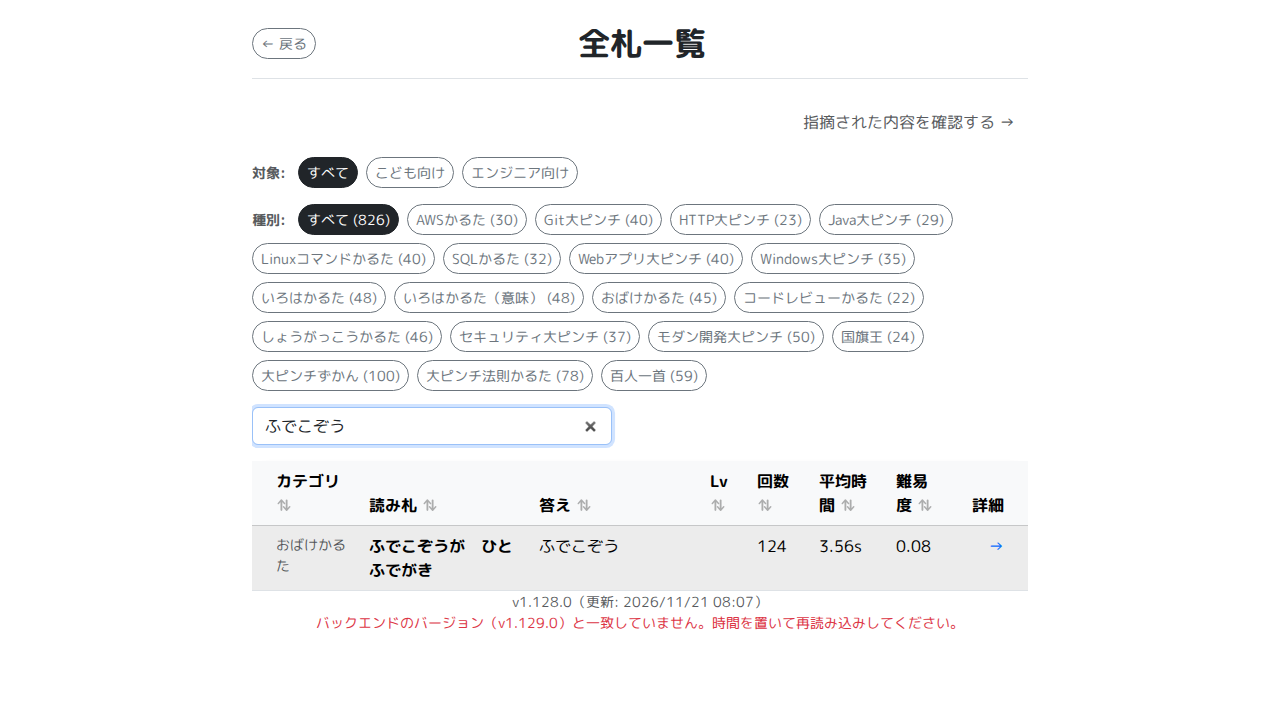 ← 戻る
全札一覧
指摘された内容を確認する →
対象: すべて こども向け エンジニア向け
種別: すべて (826) AWSかるた (30) Git大ピンチ (40) HTTP大ピンチ (23) Java大ピンチ (29)
Linuxコマンドかるた (40) SQLかるた (32) Webアプリ大ピンチ (40) Windows大ピンチ (35)
いろはかるた (48) いろはかるた（意味） (48) おばけかるた (45) コードレビューかるた (22)
しょうがっこうかるた (46) セキュリティ大ピンチ (37) モダン開発大ピンチ (50) 国旗王 (24)
大ピンチずかん (100) 大ピンチ法則かるた (78) 百人一首 (59)
ふでこぞう ×
カテゴリ ⇅ 読み札 ⇅ 答え ⇅ Lv ⇅ 回数 ⇅ 平均時間 ⇅ 難易度 ⇅ 詳細
おばけかるた ふでこぞうが　ひとふでがき ふでこぞう 124 3.56s 0.08 →
v1.128.0（更新: 2026/11/21 08:07）
バックエンドのバージョン（v1.129.0）と一致していません。時間を置いて再読み込みしてください。